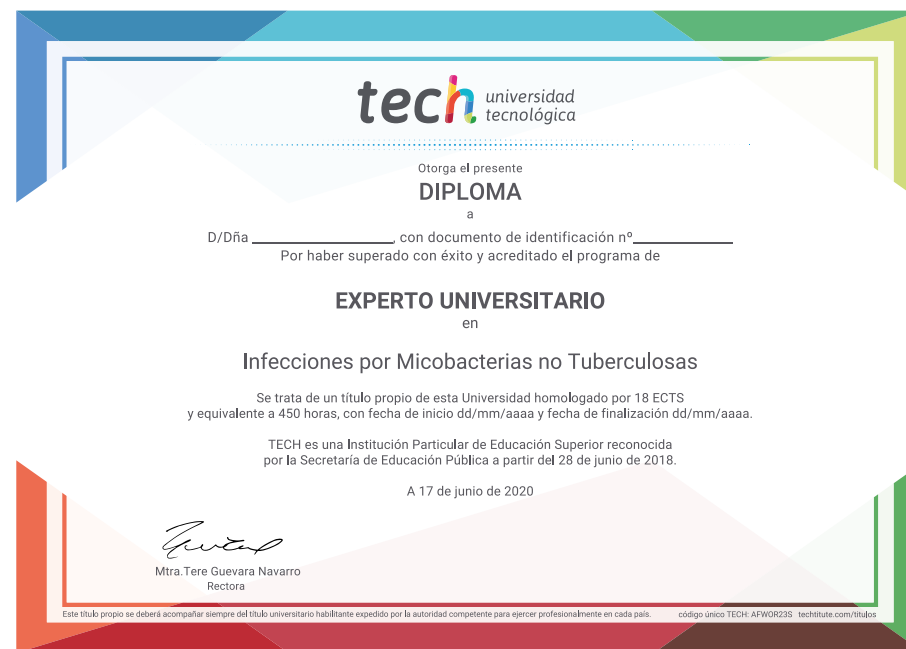 tech universidad
tecnológica
Otorga el presente
DIPLOMA
a
D/Dña ____________________, con documento de identificación nº______________
Por haber superado con éxito y acreditado el programa de
EXPERTO UNIVERSITARIO
en
Infecciones por Micobacterias no Tuberculosas
Se trata de un título propio de esta Universidad homologado por 18 ECTS
y equivalente a 450 horas, con fecha de inicio dd/mm/aaaa y fecha de finalización dd/mm/aaaa.
TECH es una Institución Particular de Educación Superior reconocida
por la Secretaría de Educación Pública a partir del 28 de junio de 2018.
A 17 de junio de 2020
Mtra.Tere Guevara Navarro
Rectora
Este título propio se deberá acompañar siempre del título universitario habilitante expedido por la autoridad competente para ejercer profesionalmente en cada país. código único TECH: AFWOR23S techtitute.com/titulos